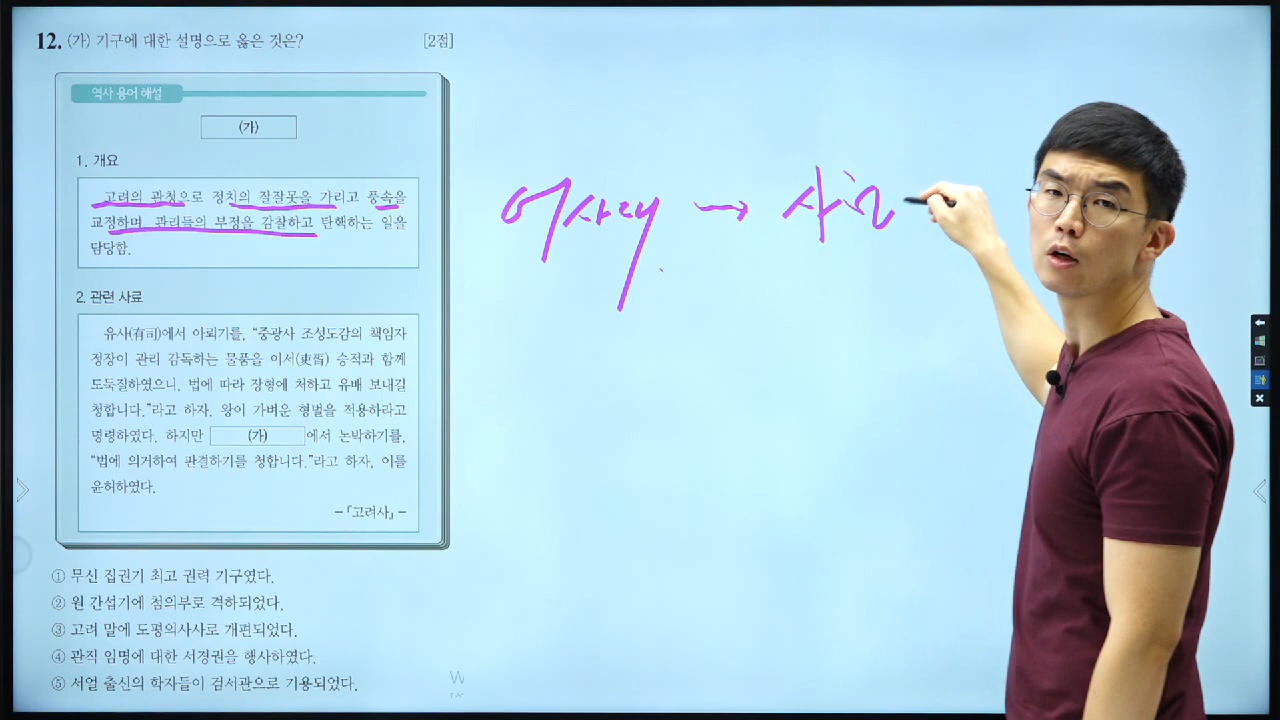 12. (가) 기구에 대한 설명으로 옳은 것은? [2점]
역사 용어 해설
(가)
1. 개요
고려의 관청으로 정치의 잘잘못을 가리고 풍속을
교정하며 관리들의 부정을 감찰하고 탄핵하는 일을
담당함.
2. 관련 사료
유사(有司)에서 아뢰기를, "중광사 조성도감의 책임자
정장이 관리 감독하는 물품을 이서(吏胥) 승적과 함께
도둑질하였으니, 법에 따라 장형에 처하고 유배 보내길
청합니다."라고 하자, 왕이 가벼운 형벌을 적용하라고
명령하였다. 하지만 (가) 에서 논박하기를,
"법에 의거하여 판결하기를 청합니다."라고 하자, 이를
윤허하였다.
-『고려사』-
① 무신 집권기 최고 권력 기구였다.
② 원 간섭기에 첨의부로 격하되었다.
③ 고려 말에 도평의사사로 개편되었다.
④ 관직 임명에 대한 서경권을 행사하였다.
⑤ 서얼 출신의 학자들이 검서관으로 기용되었다.
어사대 → 사헌